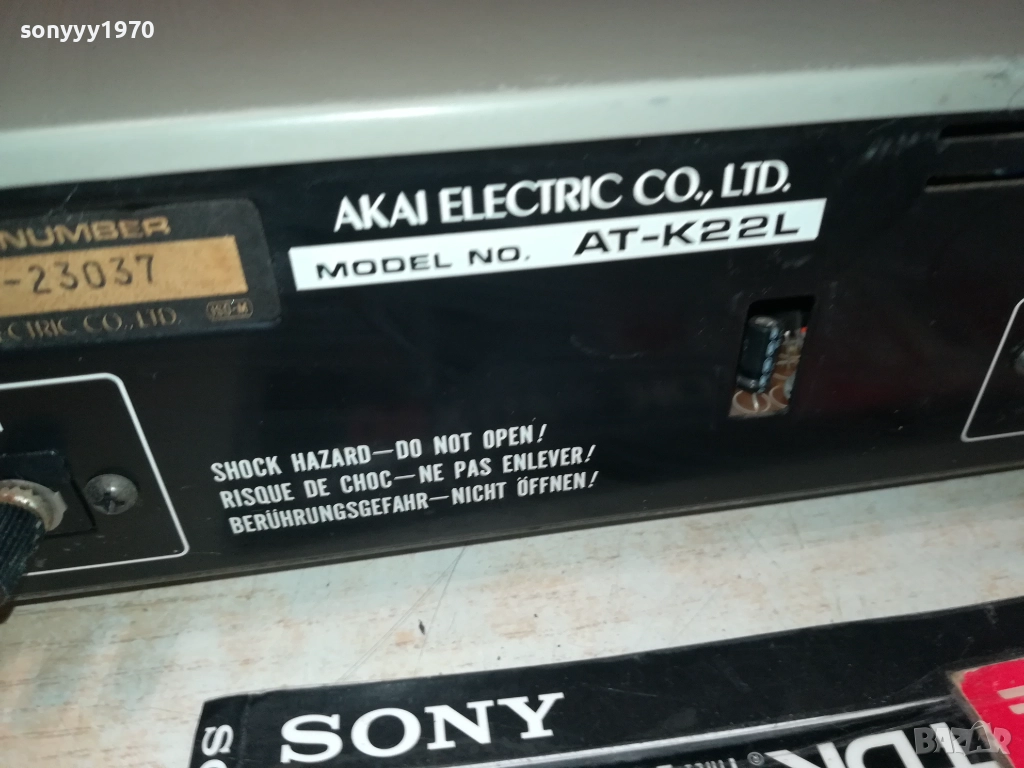 sonyyy1970
AKAI ELECTRIC CO., LTD.
MODEL NO. AT-K22L
NUMBER
-23037
ECTRIC CO., LTD.
SHOCK HAZARD—DO NOT OPEN!
RISQUE DE CHOC—NE PAS ENLEVER!
BERÜHRUNGSGEFAHR—NICHT ÖFFNEN!
SONY
BAZAR